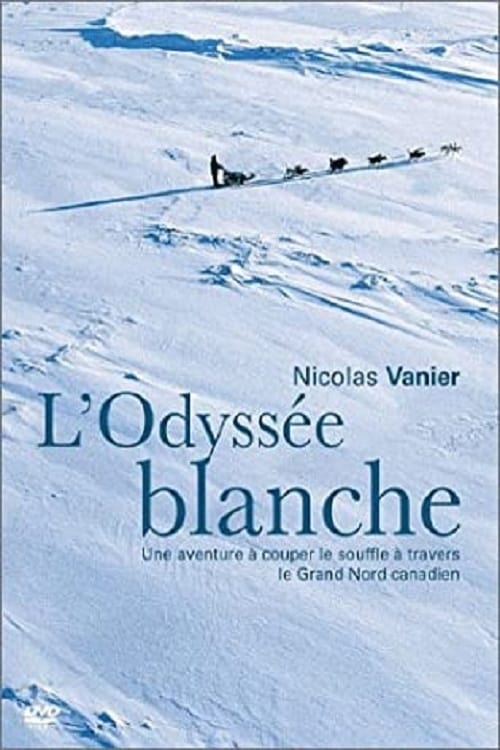 Nicolas Vanier
L'Odyssée
blanche
Une aventure à couper le souffle à travers
le Grand Nord canadien
DVD